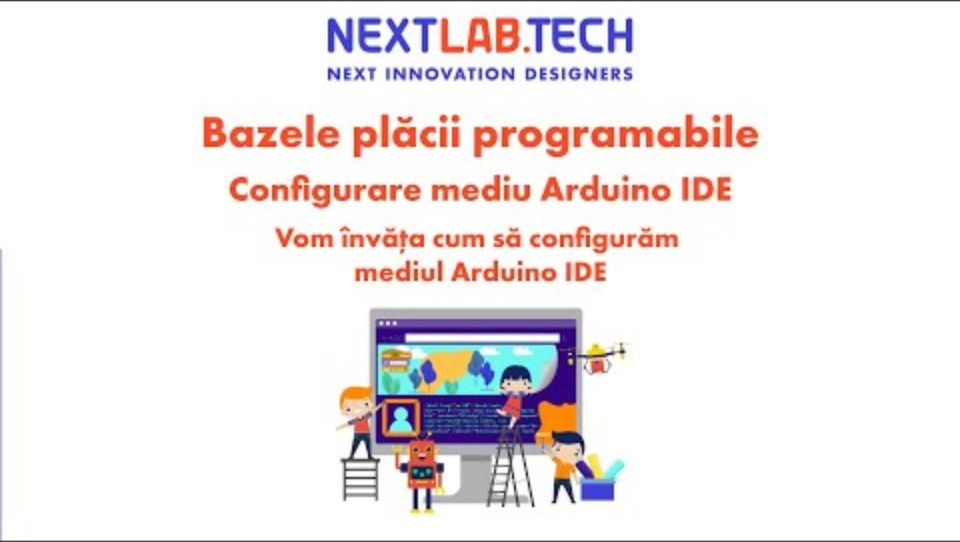 NEXTLAB.TECH
NEXT INNOVATION DESIGNERS
Bazele plăcii programabile
Configurare mediu Arduino IDE
Vom învăța cum să configurăm
mediul Arduino IDE